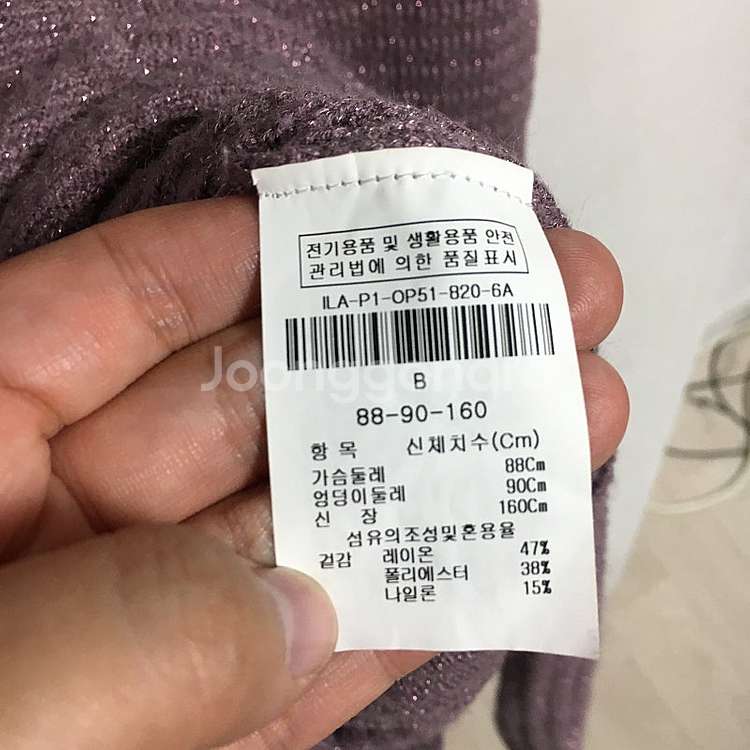 전기용품 및 생활용품 안전
관리법에 의한 품질표시
ILA-P1-OP51-820-6A
Joonggonara
B
88-90-160
항 목 신체치수(Cm)
가슴둘레 88Cm
엉덩이둘레 90Cm
신 장 160Cm
섬유의조성및혼용율
겉감 레이온 47%
폴리에스터 38%
나일론 15%